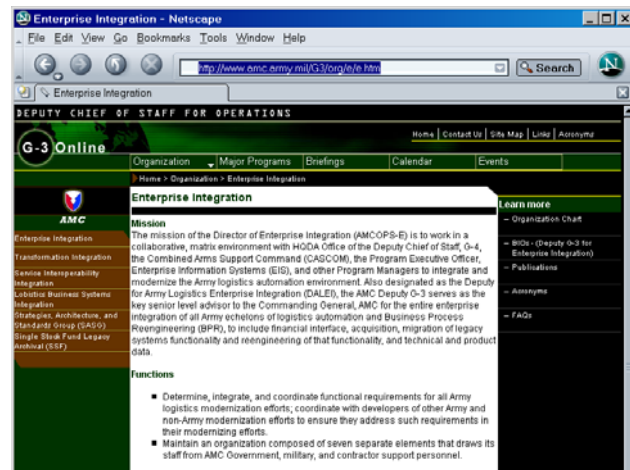 Enterprise Integration - Netscape
File Edit View Go Bookmarks Tools Window Help
http://www.amc.army.mil/G3/org/e/e.htm
Search
N
Enterprise Integration
DEPUTY CHIEF OF STAFF FOR OPERATIONS
G-3 Online
Home | Contact Us | Site Map | Links | Acronyms
Organization Major Programs Briefings Calendar Events
Home > Organization > Enterprise Integration
AMC
Enterprise Integration
Transformation Integration
Service Interoperability
Integration
Logistics Business Systems
Integration
Strategies, Architecture, and
Standards Group (SASG)
Single Stock Fund Legacy
Archival (SSF)
Enterprise Integration
Mission
The mission of the Director of Enterprise Integration (AMCOPS-E) is to work in a
collaborative, matrix environment with HQDA Office of the Deputy Chief of Staff, G-4,
the Combined Arms Support Command (CASCOM), the Program Executive Officer,
Enterprise Information Systems (EIS), and other Program Managers to integrate and
modernize the Army logistics automation environment. Also designated as the Deputy
for Army Logistics Enterprise Integration (DALEI), the AMC Deputy G-3 serves as the
key senior level advisor to the Commanding General, AMC for the entire enterprise
integration of all Army echelons of logistics automation and Business Process
Reengineering (BPR), to include financial interface, acquisition, migration of legacy
systems functionality and reengineering of that functionality, and technical and product
data.
Functions
Determine, integrate, and coordinate functional requirements for all Army
logistics modernization efforts; coordinate with developers of other Army and
non-Army modernization efforts to ensure they address such requirements in
their modernizing efforts.
Maintain an organization composed of seven separate elements that draws its
staff from AMC Government, military, and contractor support personnel.
Learn more
– Organization Chart
– BIOs - (Deputy G-3 for
Enterprise Integration)
– Publications
– Acronyms
– FAQs